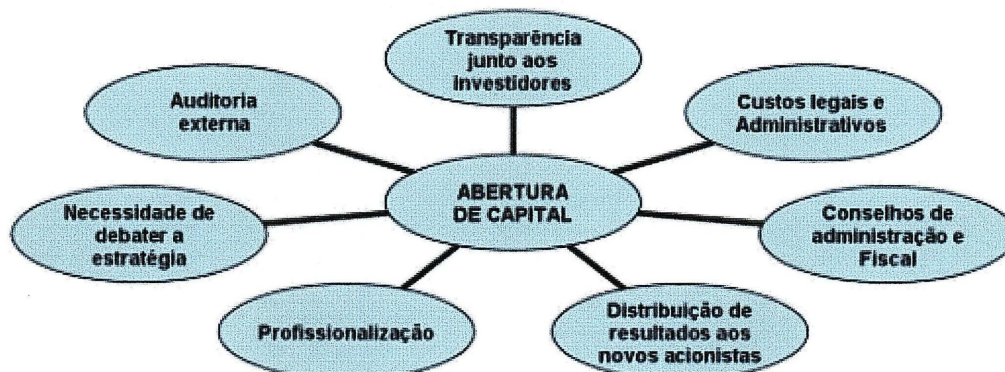 Transparência
junto aos
investidores
Auditoria
externa
Custos legais e
Administrativos
ABERTURA
DE CAPITAL
Necessidade de
debater a
estratégia
Conselhos de
administração e
Fiscal
Profissionalização
Distribuição de
resultados aos
novos acionistas